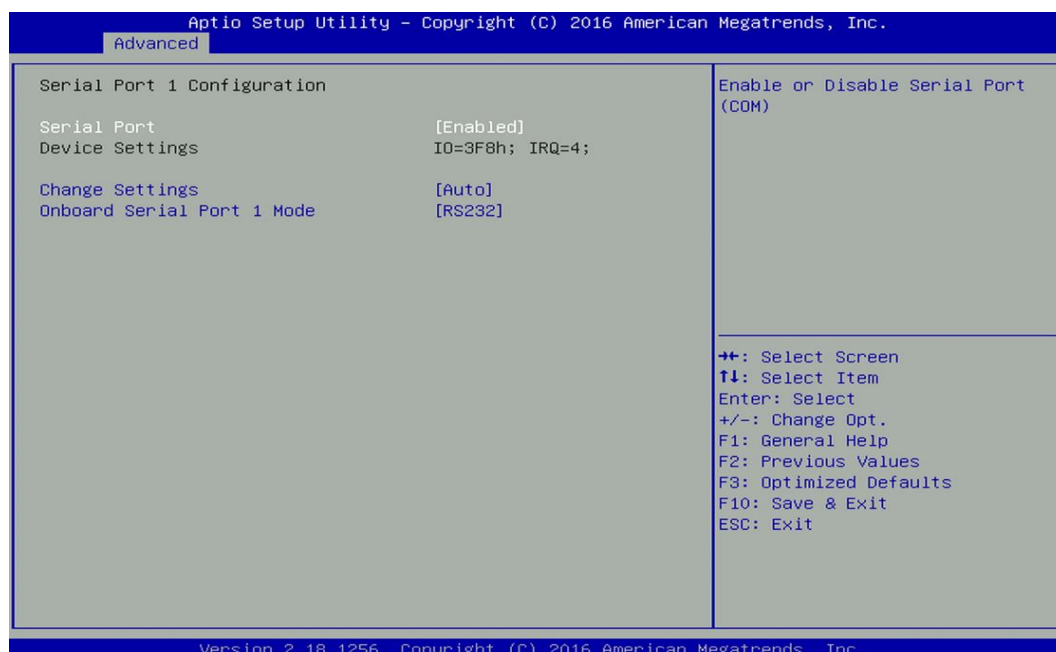 Aptio Setup Utility – Copyright (C) 2016 American Megatrends, Inc.
Advanced
Serial Port 1 Configuration
Serial Port [Enabled]
Device Settings IO=3F8h; IRQ=4;
Change Settings [Auto]
Onboard Serial Port 1 Mode [RS232]
Enable or Disable Serial Port
(COM)
→←: Select Screen
↑↓: Select Item
Enter: Select
+/-: Change Opt.
F1: General Help
F2: Previous Values
F3: Optimized Defaults
F10: Save & Exit
ESC: Exit
Version 2.18.1256. Copyright (C) 2016 American Megatrends, Inc.